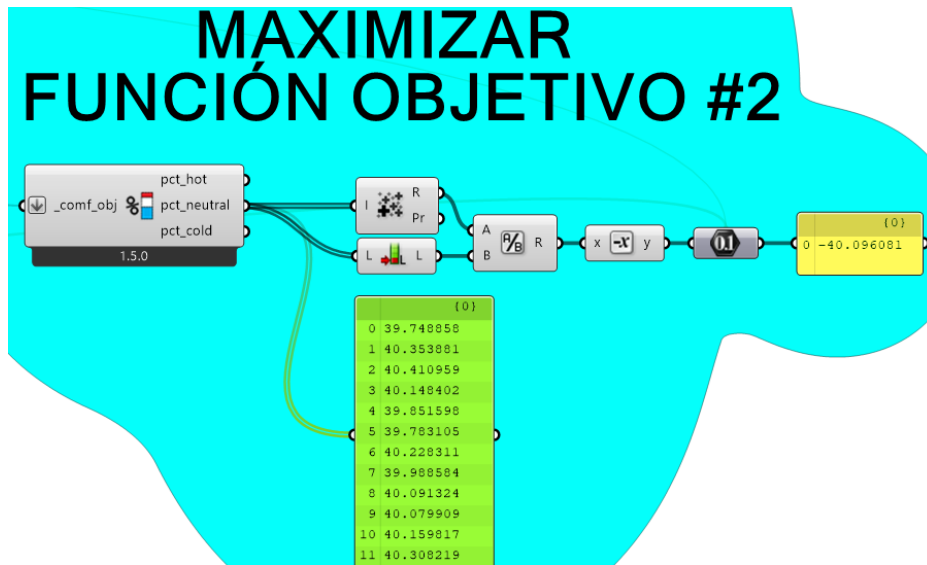 MAXIMIZAR
FUNCIÓN OBJETIVO #2
pct_hot
_comf_obj % pct_neutral
pct_cold
1.5.0
I R
Pr
L L L
A
B A/B R
x -x y
0.1
{0}
0 -40.096081
{0}
0 39.748858
1 40.353881
2 40.410959
3 40.148402
4 39.851598
5 39.783105
6 40.228311
7 39.988584
8 40.091324
9 40.079909
10 40.159817
11 40.308219